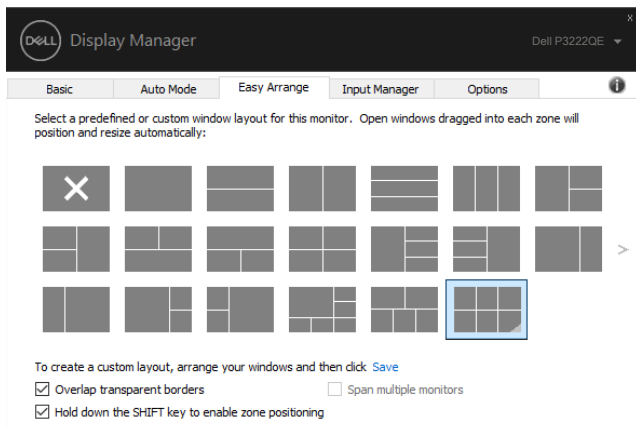 x
DELL Display Manager
Dell P3222QE
Basic Auto Mode Easy Arrange Input Manager Options
Select a predefined or custom window layout for this monitor. Open windows dragged into each zone will
position and resize automatically:
>
To create a custom layout, arrange your windows and then click Save
Overlap transparent borders Span multiple monitors
Hold down the SHIFT key to enable zone positioning